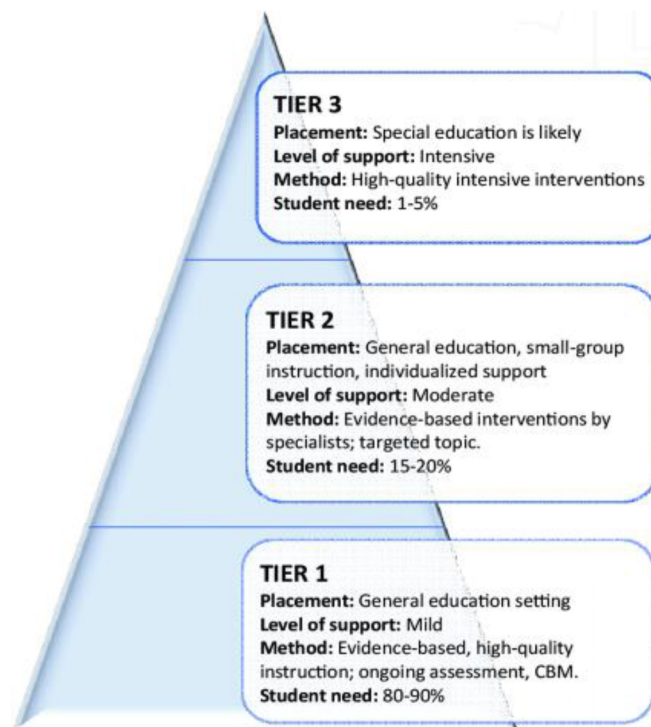 TIER 3
Placement: Special education is likely
Level of support: Intensive
Method: High-quality intensive interventions
Student need: 1-5%
TIER 2
Placement: General education, small-group
instruction, individualized support
Level of support: Moderate
Method: Evidence-based interventions by
specialists; targeted topic.
Student need: 15-20%
TIER 1
Placement: General education setting
Level of support: Mild
Method: Evidence-based, high-quality
instruction; ongoing assessment, CBM.
Student need: 80-90%